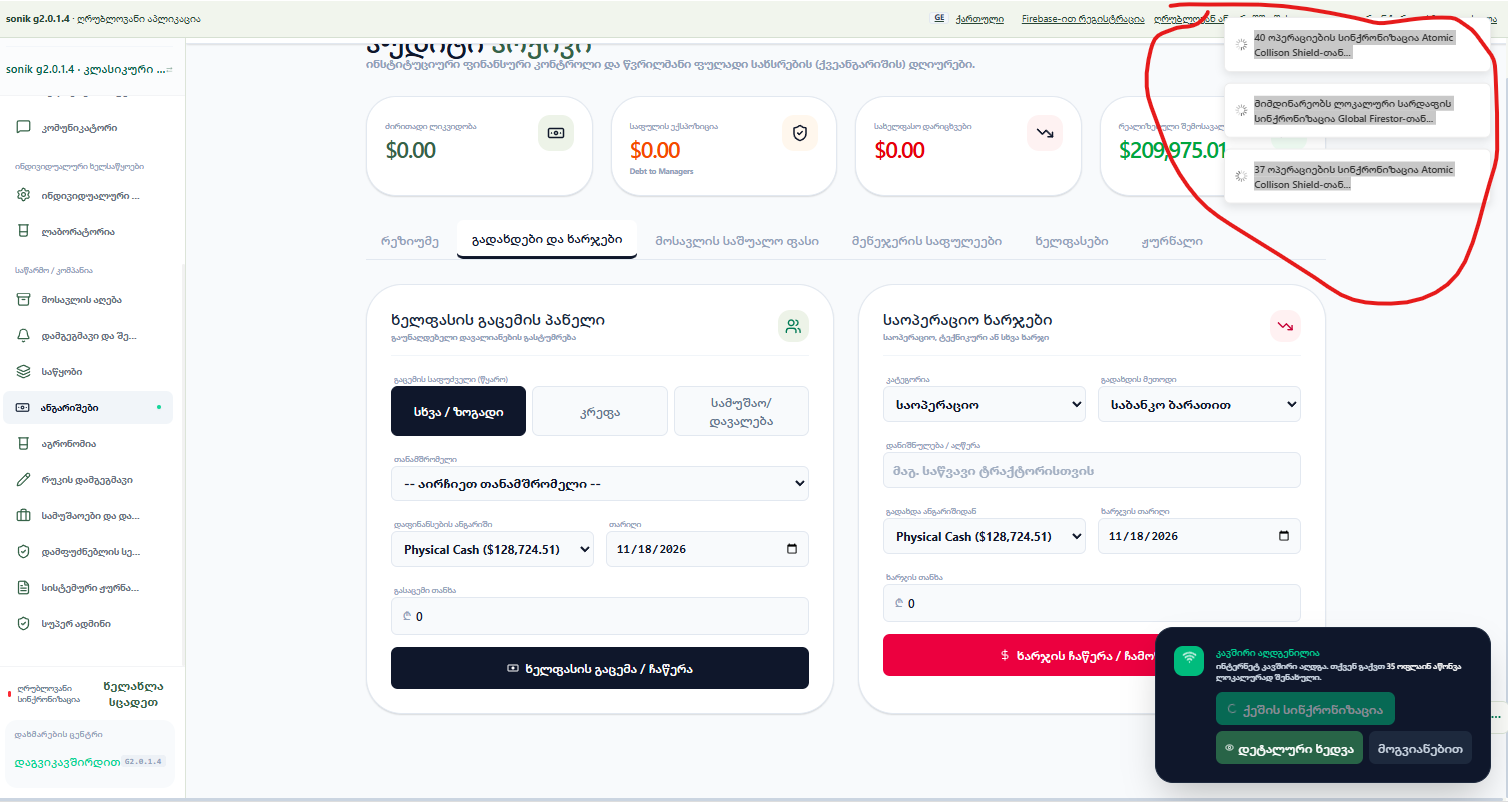 sonik g2.0.1.4 · ღრუბლოვანი აპლიკაცია
GE ქართული Firebase-ით რეგისტრაცია
sonik g2.0.1.4 · კლასიკური ...
კომუნიკატორი
ინდივიდუალური ხელსაწყოები
ინდივიდუალური ...
ლაბორატორია
საწარმო / კომპანია
მოსავლის აღება
დამგეგმავი და შე...
საწყობი
ანგარიშები
აგრონომია
რუკის დამგეგმავი
სამუშაოები და და...
დამფუძნებლის სე...
სისტემური ჟურნა...
სუპერ ადმინი
ღრუბლოვანი სინქრონიზაცია
ხელახლა სცადეთ
დახმარების ცენტრი
დაგვიკავშირდით G2.0.1.4
ინსტიტუციური ფინანსური კონტროლი და წვრილმანი ფულადი სახსრების (ქვეანგარიშის) დღიურები.
ძირითადი ლიკვიდობა
$0.00
საფულის ექსპოზიცია
$0.00
Debt to Managers
სახელფასო დარიცხვები
$0.00
რეალიზებული შემოსავალ
$209,975.01
40 ოპერაციების სინქრონიზაცია Atomic
Collison Shield-თან...
მიმდინარეობს ლოკალური სარდაფის
სინქრონიზაცია Global Firestor-თან...
37 ოპერაციების სინქრონიზაცია Atomic
Collison Shield-თან...
რეზიუმე
გადახდები და ხარჯები
მოსავლის საშუალო ფასი
მენეჯერის საფულეები
ხელფასები
ჟურნალი
ხელფასის გაცემის პანელი
გაუნაღდებელი დავალიანების გასტუმრება
გაცემის საფუძველი (წყარო)
სხვა / ზოგადი
კრეფა
სამუშაო/
დავალება
თანამშრომელი
-- აირჩიეთ თანამშრომელი --
დაფინანსების ანგარიში
Physical Cash ($128,724.51)
თარიღი
11/18/2026
გასაცემი თანხა
₾ 0
ხელფასის გაცემა / ჩაწერა
საოპერაციო ხარჯები
საოპერაციო, ტექნიკური ან სხვა ხარჯი
კატეგორია
საოპერაციო
გადახდის მეთოდი
საბანკო ბარათით
დანიშნულება / აღწერა
მაგ. საწვავი ტრაქტორისთვის
გადახდა ანგარიშიდან
Physical Cash ($128,724.51)
ხარჯვის თარიღი
11/18/2026
ხარჯის თანხა
₾ 0
$ ხარჯის ჩაწერა /
კავშირი აღდგენილია
ინტერნეტ კავშირი აღდგა. თქვენ გაქვთ 35 ოფლაინ აწონვა
ლოკალურად შენახული.
ქეშის სინქრონიზაცია
დეტალური ხედვა
მოგვიანებით